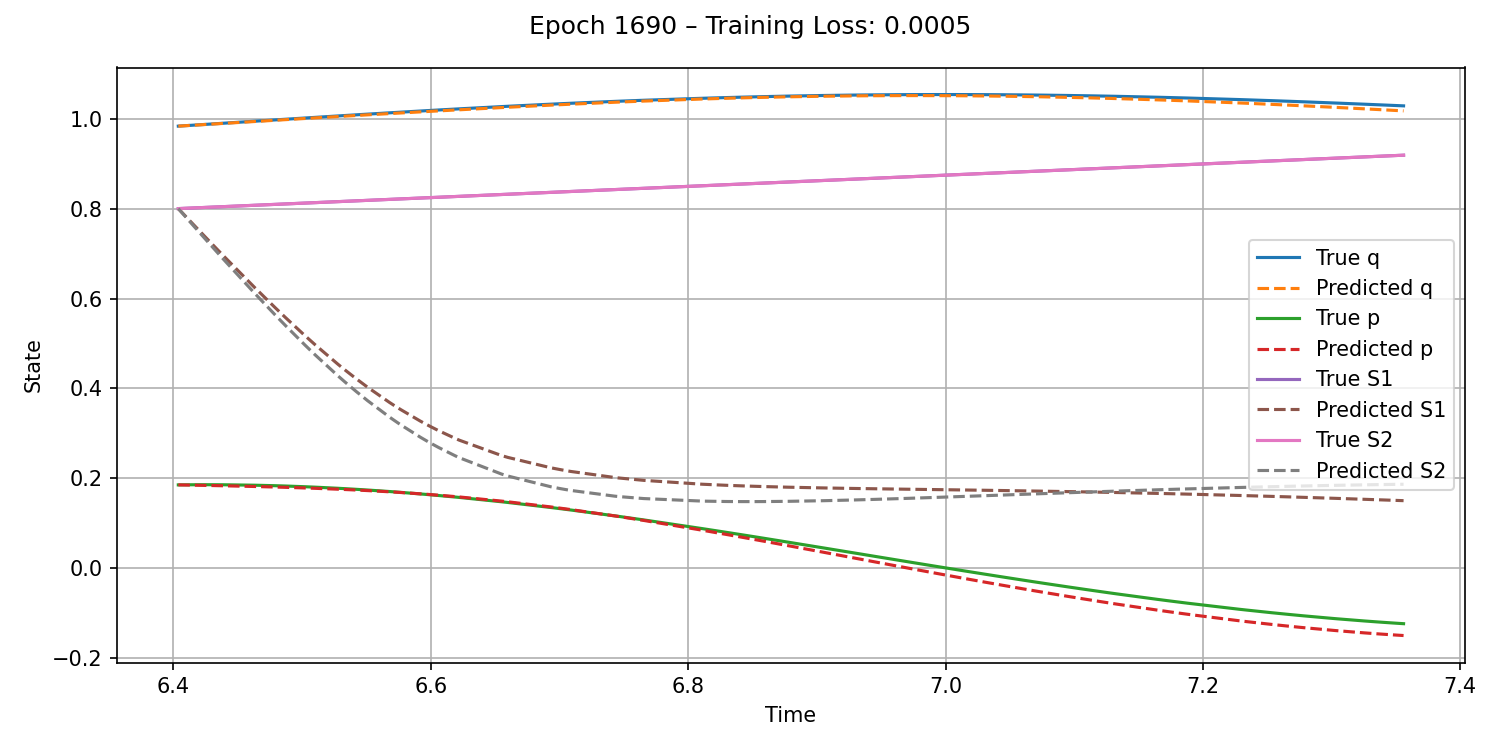 Epoch 1690 – Training Loss: 0.0005
State
1.0
0.8
0.6
0.4
0.2
0.0
−0.2
True q
Predicted q
True p
Predicted p
True S1
Predicted S1
True S2
Predicted S2
6.4 6.6 6.8 7.0 7.2 7.4
Time